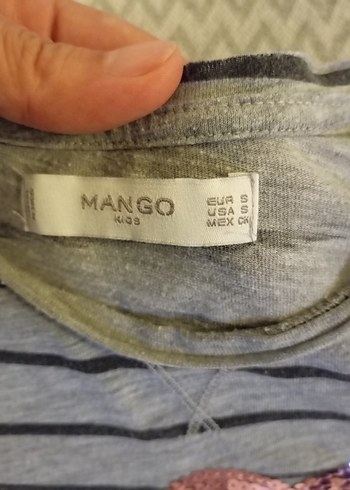 MANGO
KIDS
EUR S
USA S
MEX CH